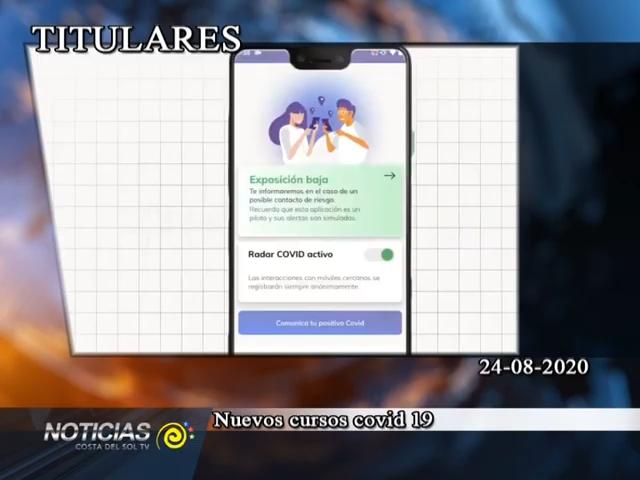 TITULARES
Exposición baja
Te informaremos en el caso de un
posible contacto de riesgo.
Recuerda que esta aplicación es un
piloto y sus alertas son simuladas.
Radar COVID activo
Las interacciones con móviles cercanos se
registrarán siempre anónimamente.
Comunica tu positivo Covid
24-08-2020
Nuevos cursos covid 19
NOTICIAS
COSTA DEL SOL TV